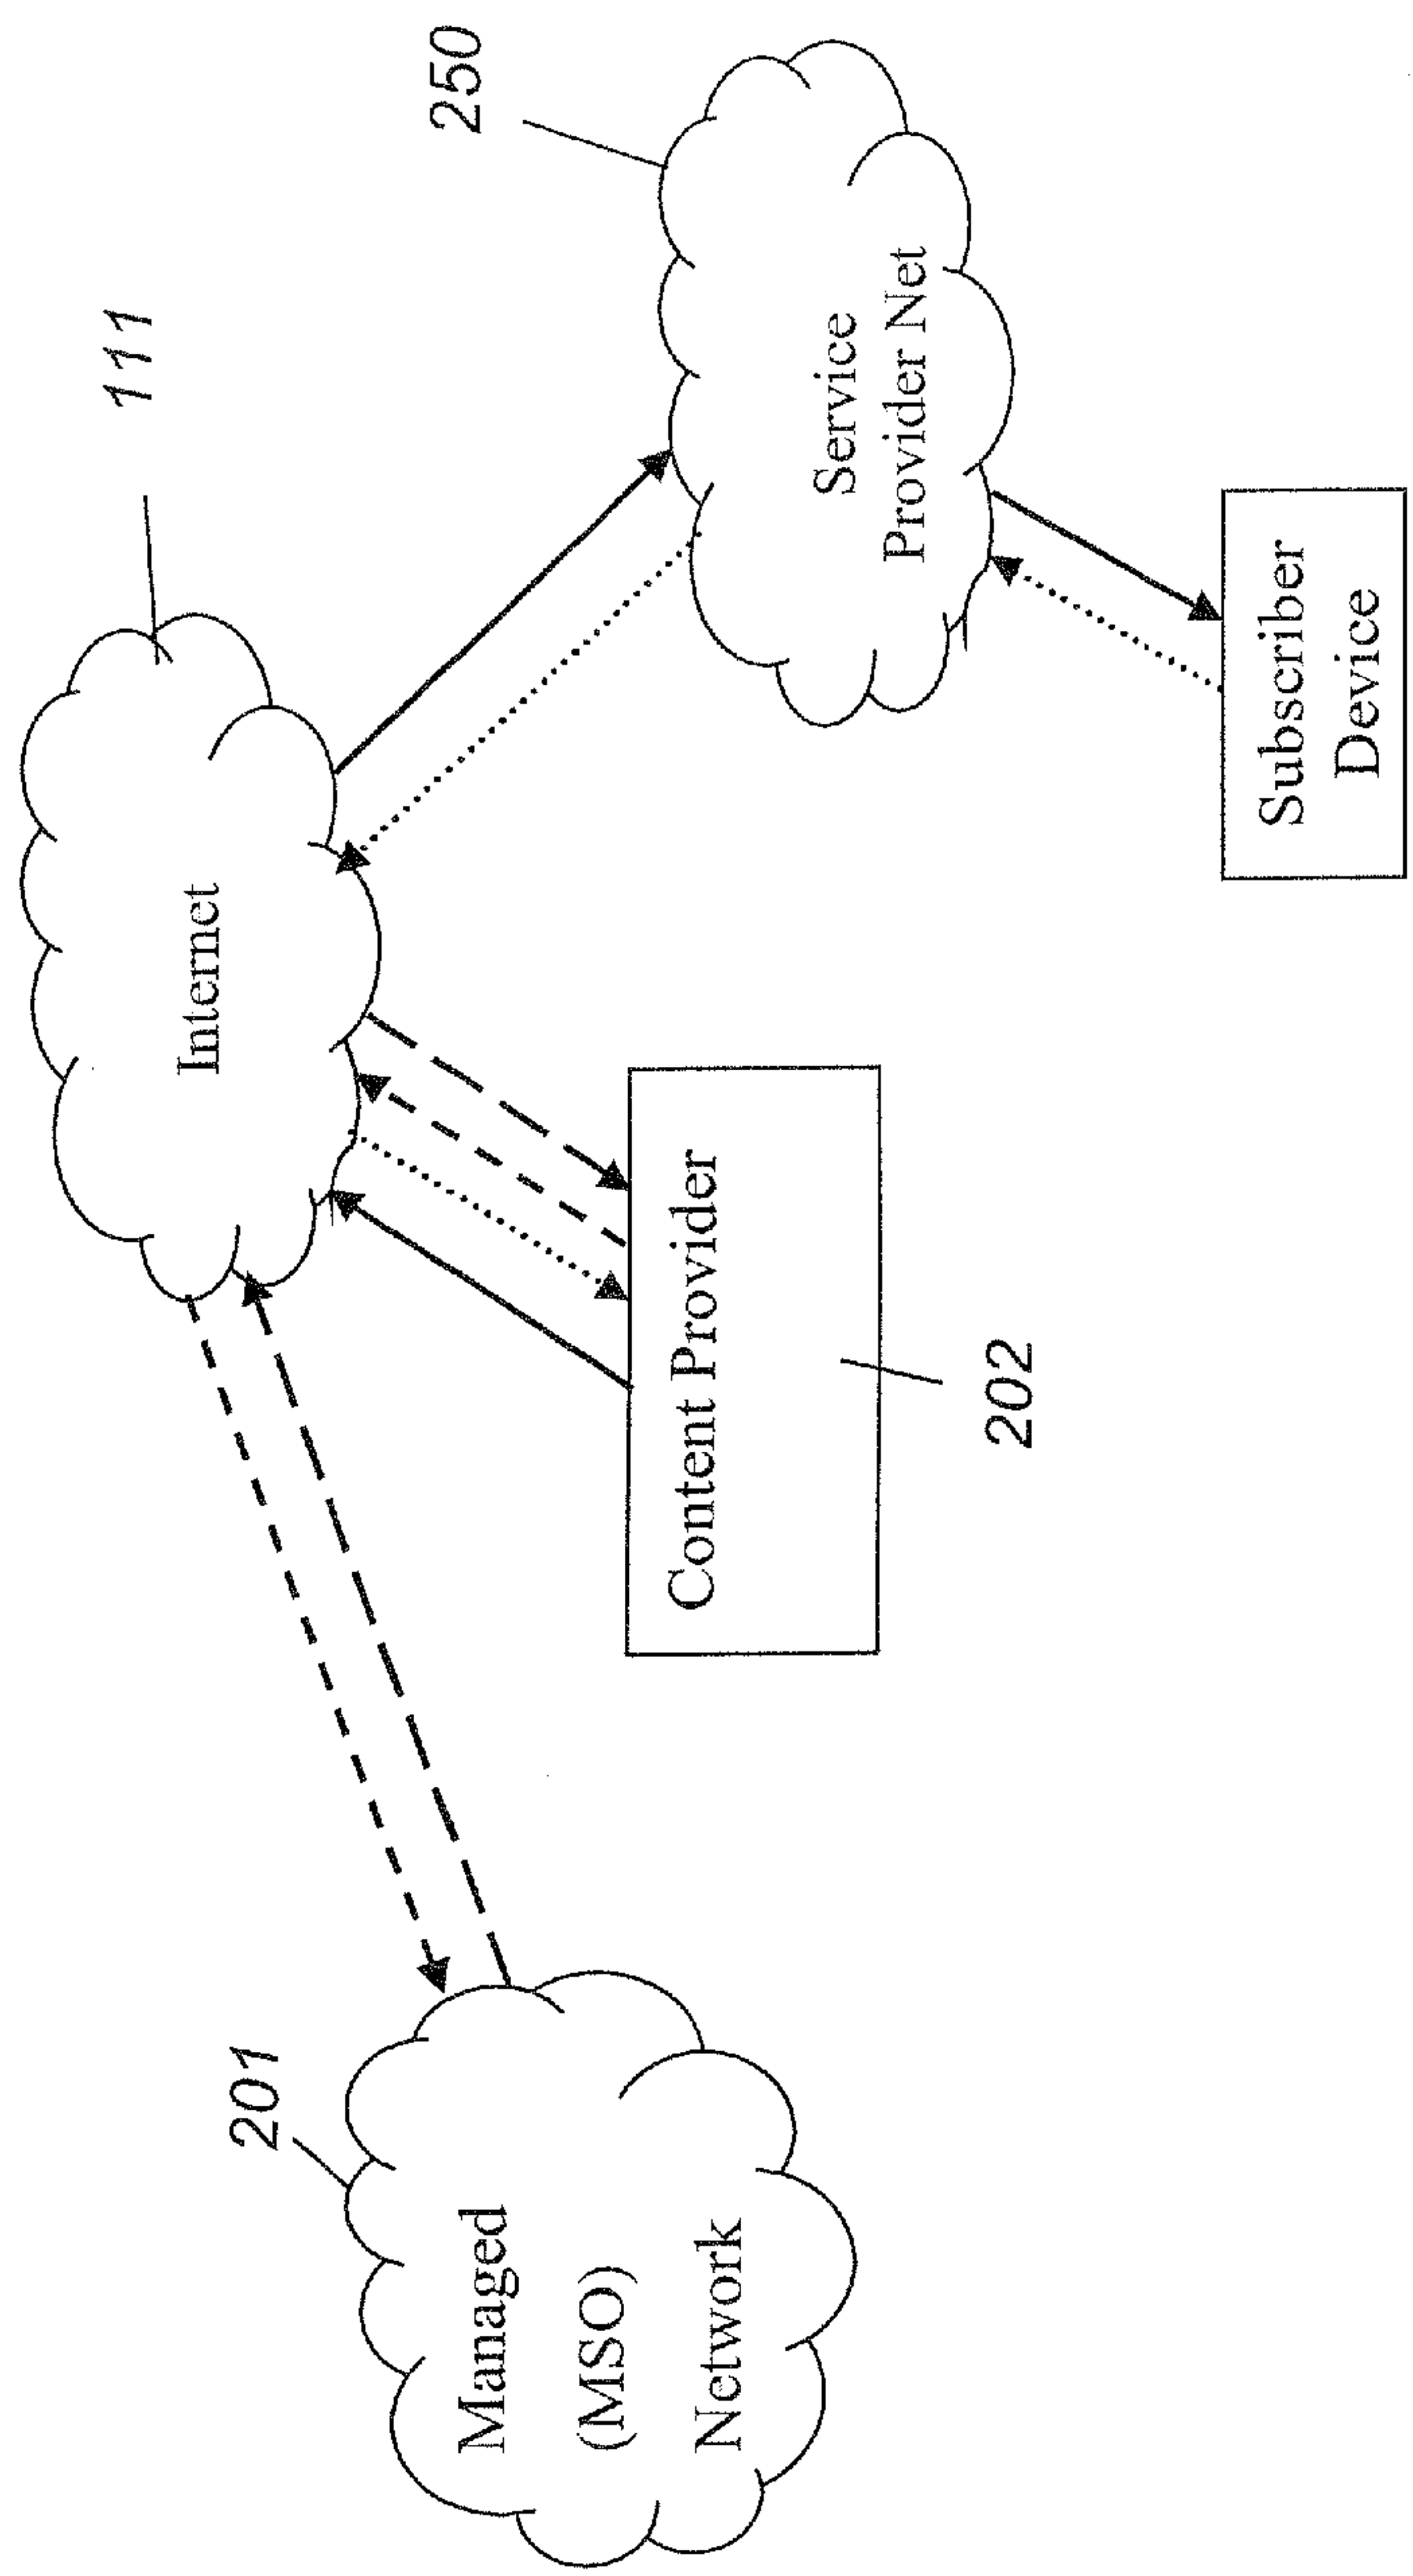 111
250
Internet
201
Service
Provider Net
Managed
(MSO)
Network
Content Provider
202
Subscriber
Device